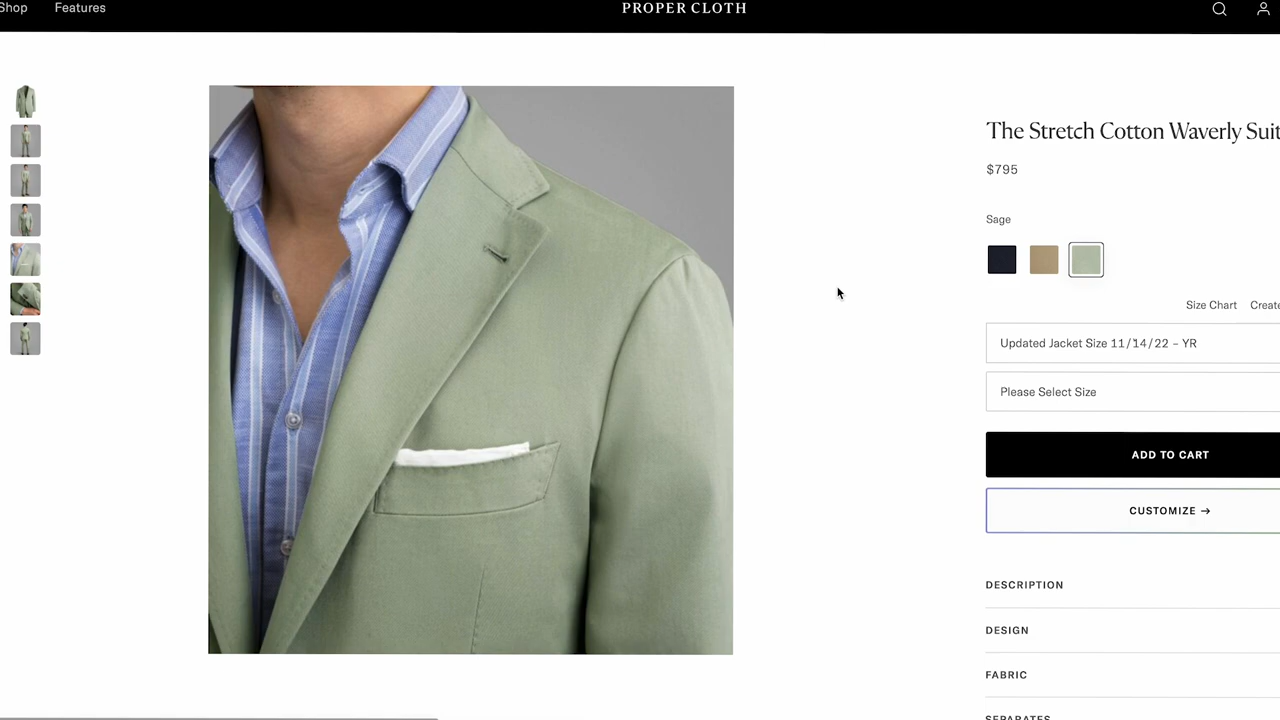 Shop
Features
PROPER CLOTH
The Stretch Cotton Waverly Suit
$795
Sage
Size Chart
Updated Jacket Size 11/14/22 – YR
Please Select Size
ADD TO CART
CUSTOMIZE →
DESCRIPTION
DESIGN
FABRIC
SEPARATES